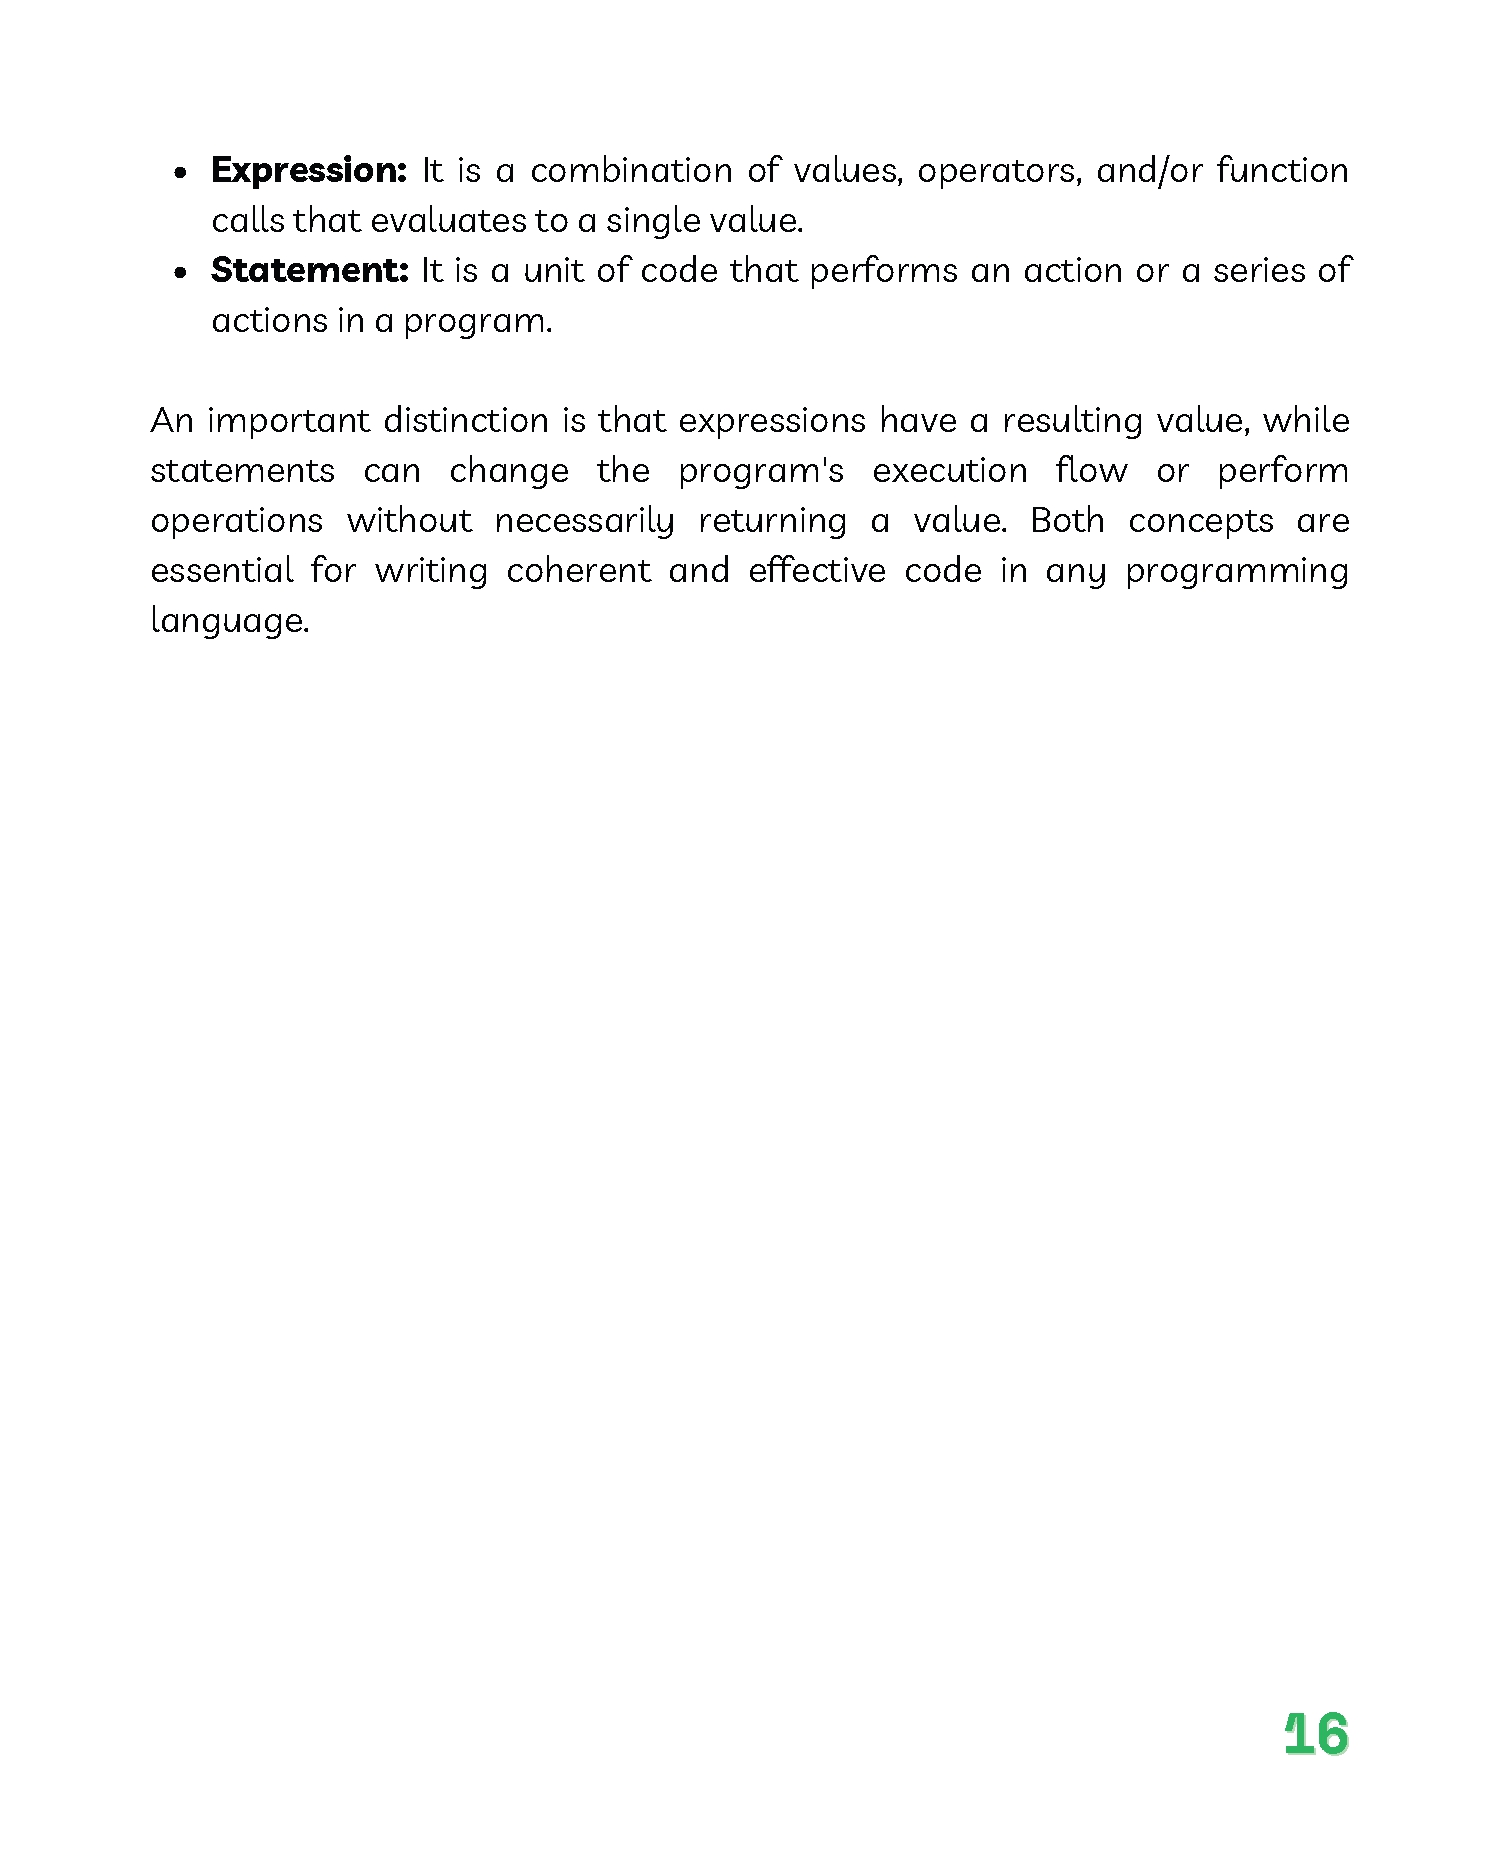 • Expression: It is a combination of values, operators, and/or function
calls that evaluates to a single value.
• Statement: It is a unit of code that performs an action or a series of
actions in a program.
An important distinction is that expressions have a resulting value, while
statements can change the program's execution flow or perform
operations without necessarily returning a value. Both concepts are
essential for writing coherent and effective code in any programming
language.
16